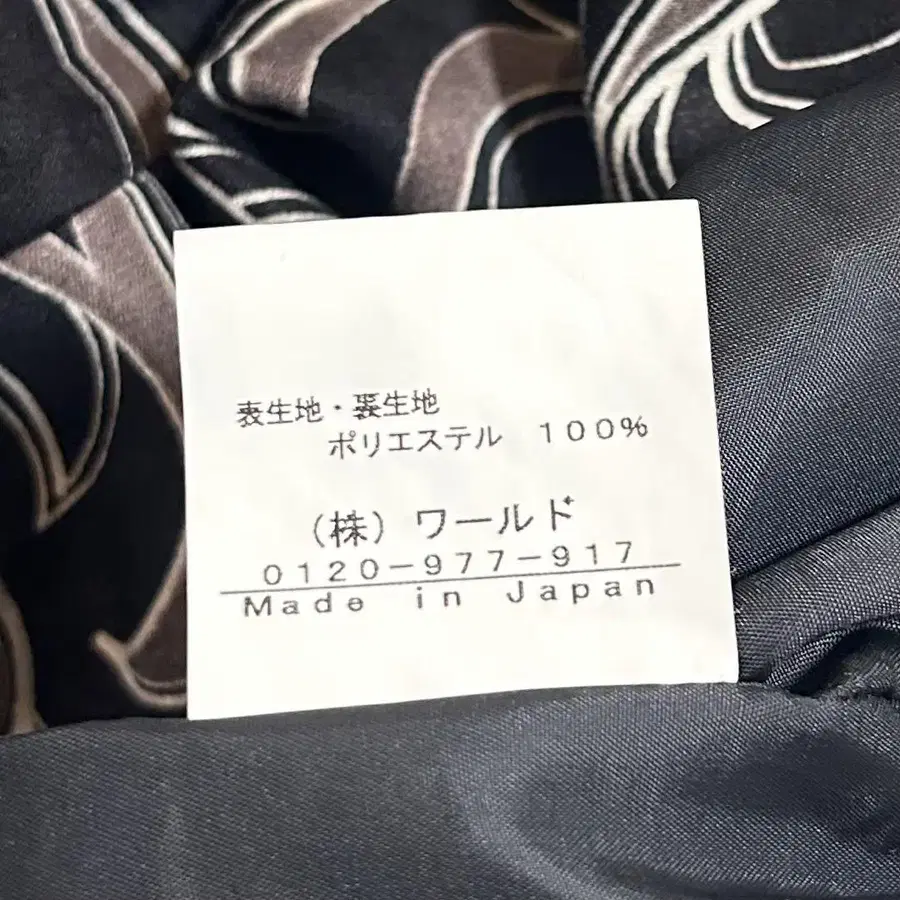 表生地・裏生地
ポリエステル　１００％
（株）ワールド
０１２０－９７７－９１７
Ｍａｄｅ　ｉｎ　Ｊａｐａｎ